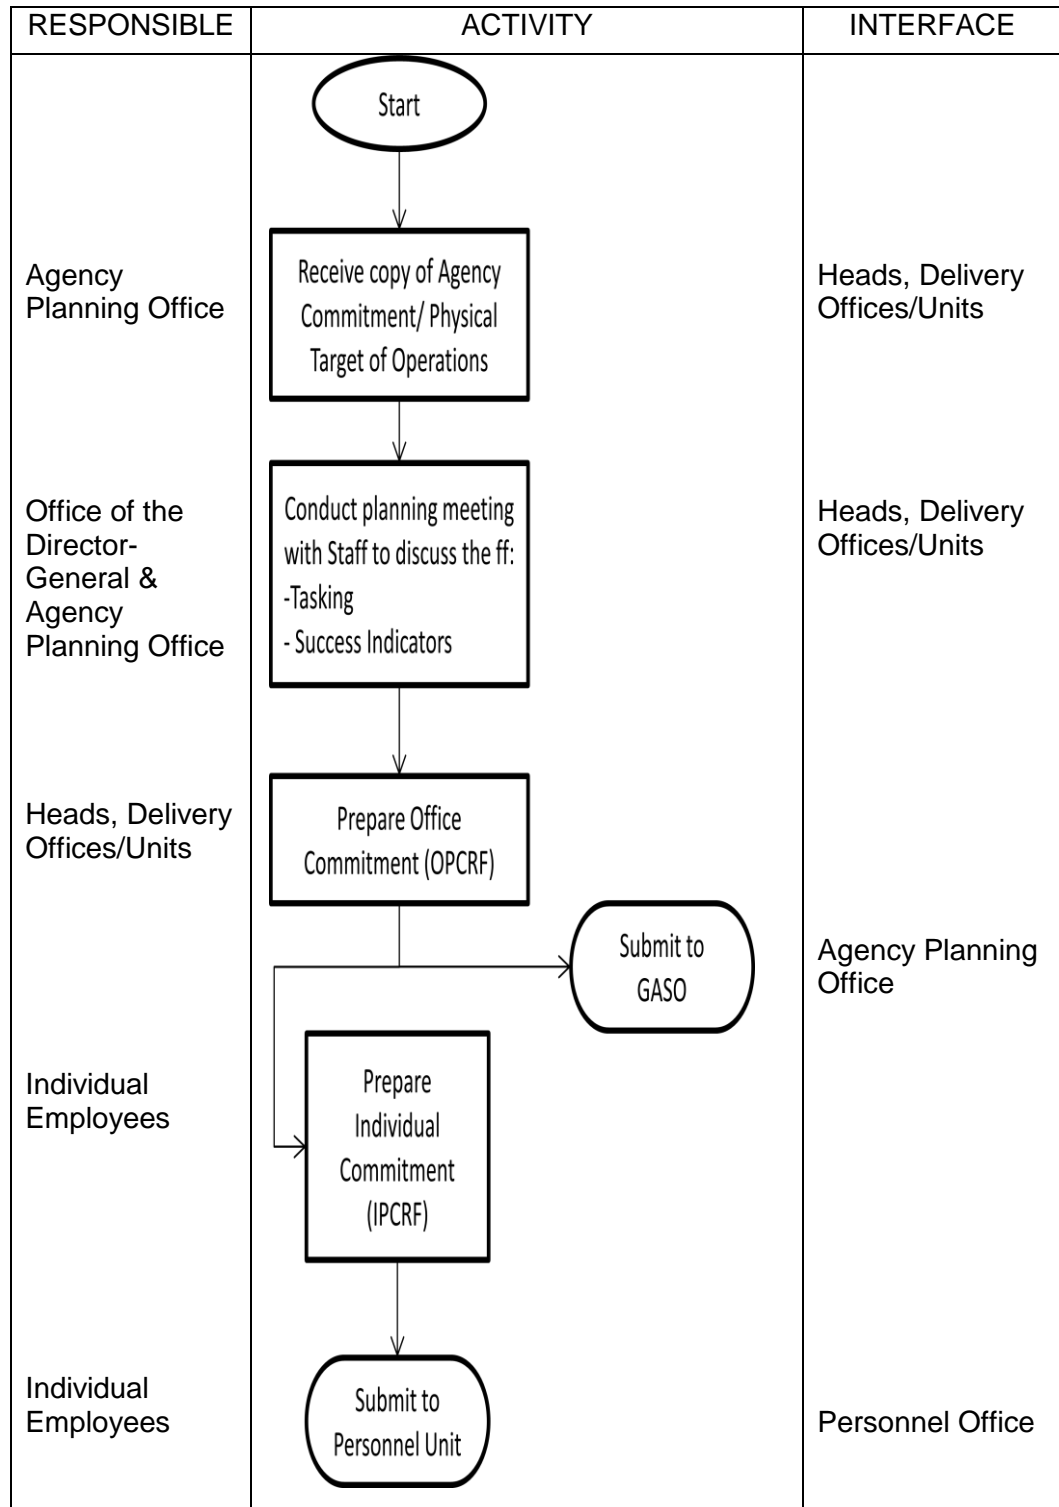 RESPONSIBLE
ACTIVITY
INTERFACE
Start
Agency
Planning Office
Receive copy of Agency
Commitment/ Physical
Target of Operations
Heads, Delivery
Offices/Units
Office of the
Director-
General &
Agency
Planning Office
Conduct planning meeting
with Staff to discuss the ff:
-Tasking
- Success Indicators
Heads, Delivery
Offices/Units
Heads, Delivery
Offices/Units
Prepare Office
Commitment (OPCRF)
Submit to
GASO
Agency Planning
Office
Individual
Employees
Prepare
Individual
Commitment
(IPCRF)
Individual
Employees
Submit to
Personnel Unit
Personnel Office